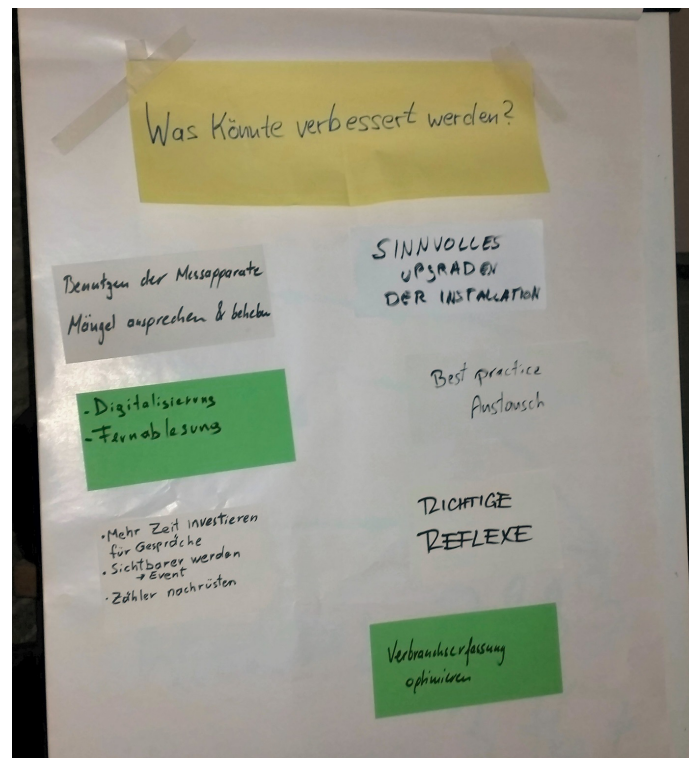 Was Könnte verbessert werden?
Benutzen der Messapparate
Mängel ansprechen & beheben
- Digitalisierung
- Fernablesung
• Mehr Zeit investieren
für Gespräche
• Sichtbarer werden
→ Event
• Zähler nachrüsten
SINNVOLLES
UPGRADEN
DER INSTALLATION
Best practice
Austausch
RICHTIGE
REFLEXE
Verbrauchserfassung
optimieren